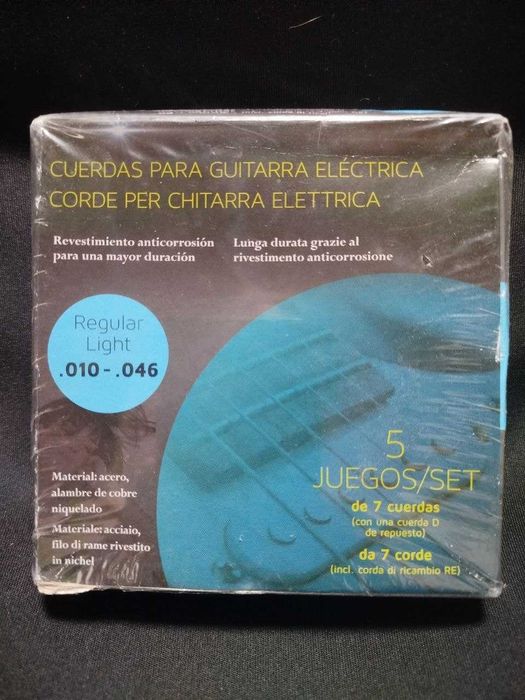 CUERDAS PARA GUITARRA ELÉCTRICA
CORDE PER CHITARRA ELETTRICA
Revestimiento anticorrosión
para una mayor duración
Lunga durata grazie al
rivestimento anticorrosione
Regular
Light
.010 - .046
5
JUEGOS/SET
de 7 cuerdas
(con una cuerda D
de repuesto)
da 7 corde
(incl. corda di ricambio RE)
Material: acero,
alambre de cobre
niquelado
Materiale: acciaio,
filo di rame rivestito
in nichel